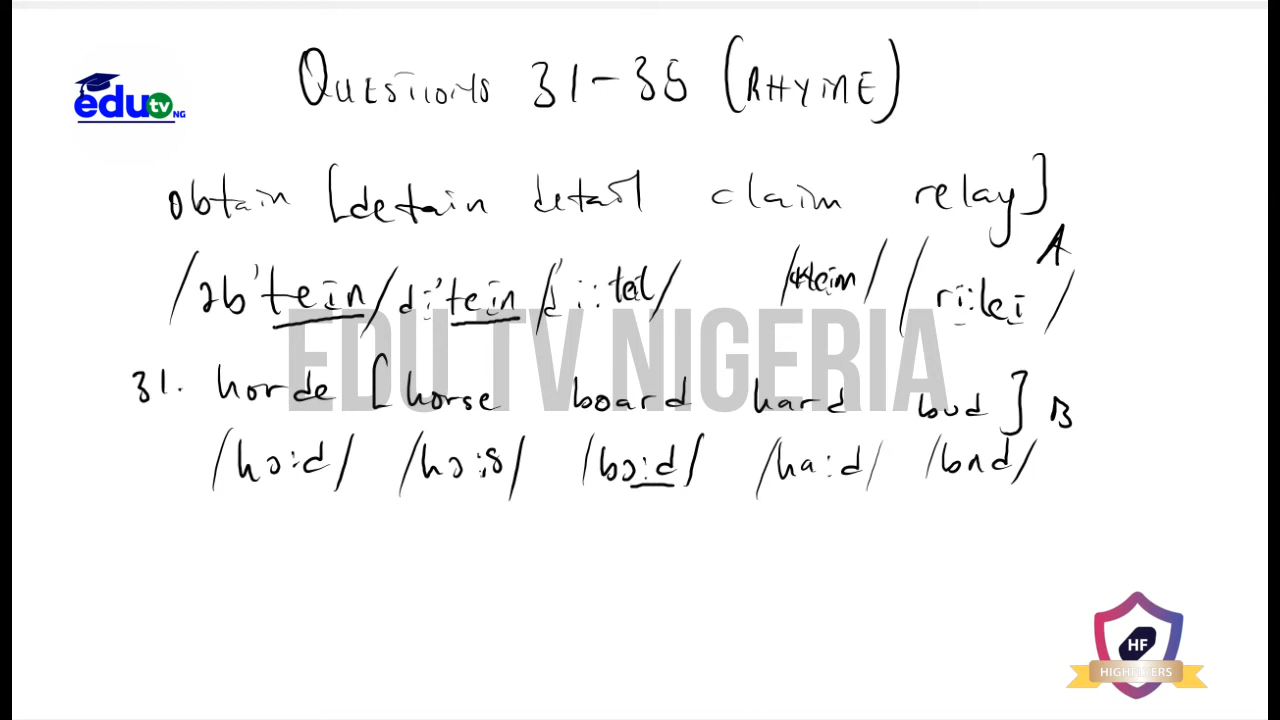 QUESTIONS 31-35 (RHYME)
edu tv NG
obtain [detain detail claim relay]
A
/əb'tein/ di'tein /'di:teil/ /kleim/ /ri:lei/
EDU TV NIGERIA
31. horde [horse board hard bud] B
/hɔ:d/ /hɔ:s/ /bɔ:d/ /ha:d/ /bʌd/
HF
HIGHFLYERS